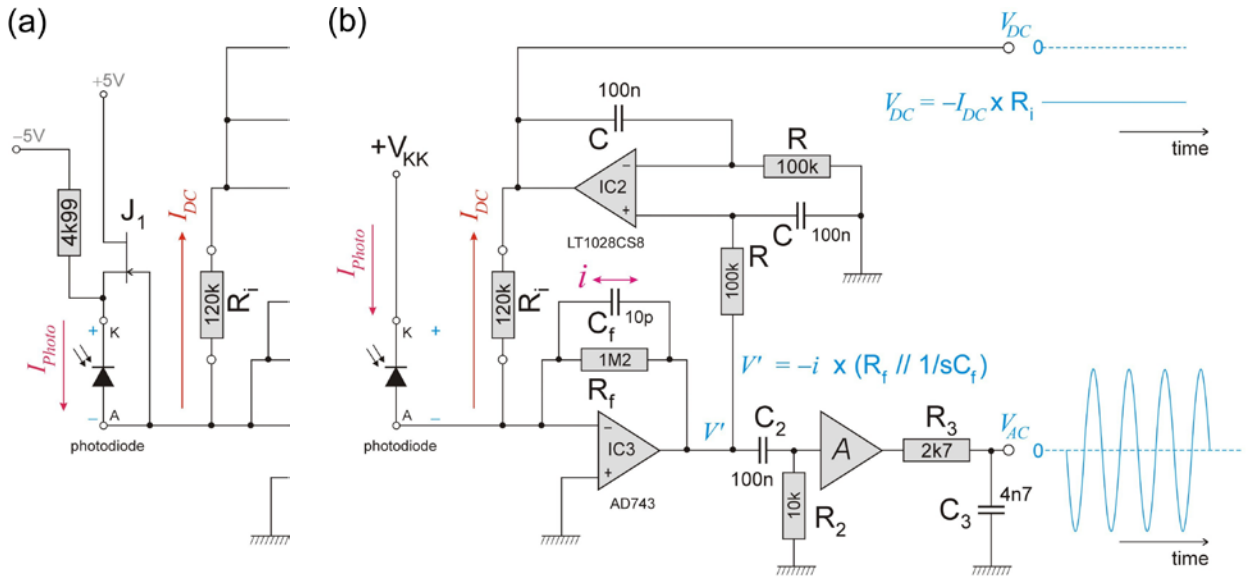 (a)
+5V
−5V
4k99
J1
I_DC
I_Photo
+
K
120k
R_i
−
A
photodiode
(b)
V_DC
0
V_DC = −I_DC x R_i
time
100n
C
+V_KK
−
IC2
+
R
100k
I_Photo
I_DC
LT1028CS8
C
100n
R
100k
i
120k
R_i
C_f
10p
+
K
1M2
R_f
V' = −i x (R_f // 1/sC_f)
A
−
photodiode
−
IC3
+
AD743
V'
C_2
100n
10k
R_2
A
R_3
2k7
V_AC
0
4n7
C_3
time